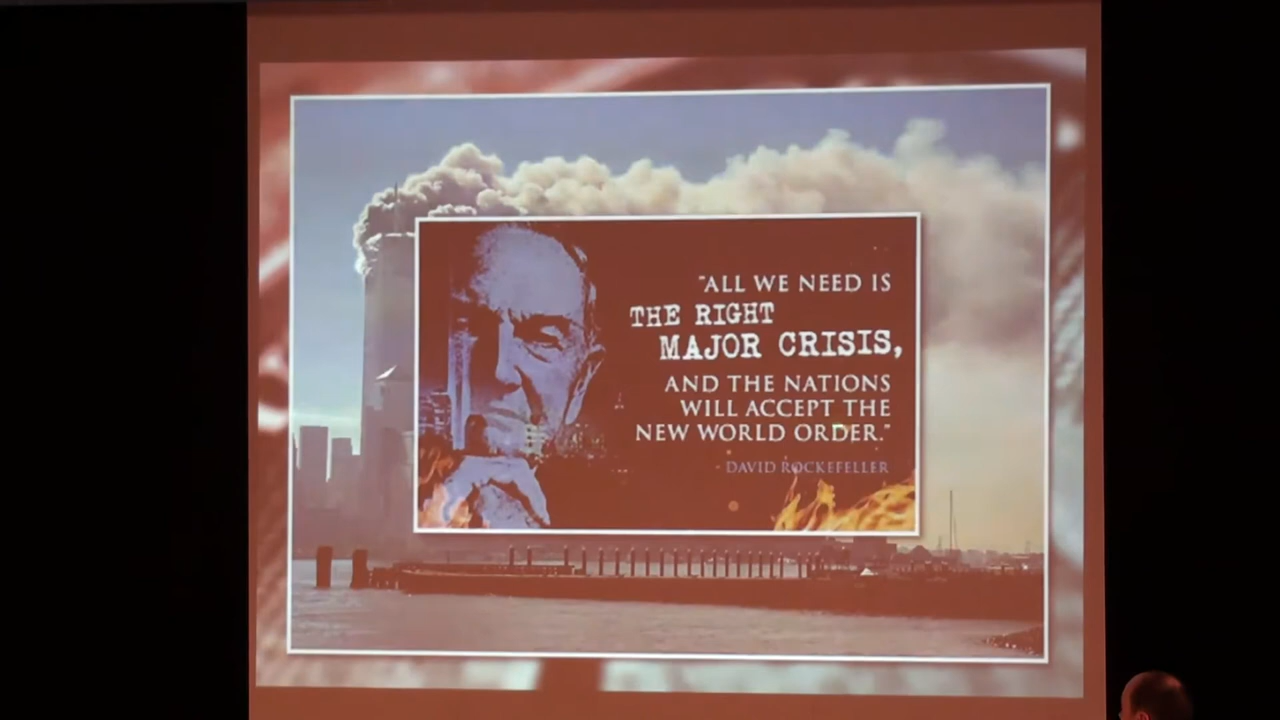 "ALL WE NEED IS
THE RIGHT
MAJOR CRISIS,
AND THE NATIONS
WILL ACCEPT THE
NEW WORLD ORDER."
- DAVID ROCKEFELLER